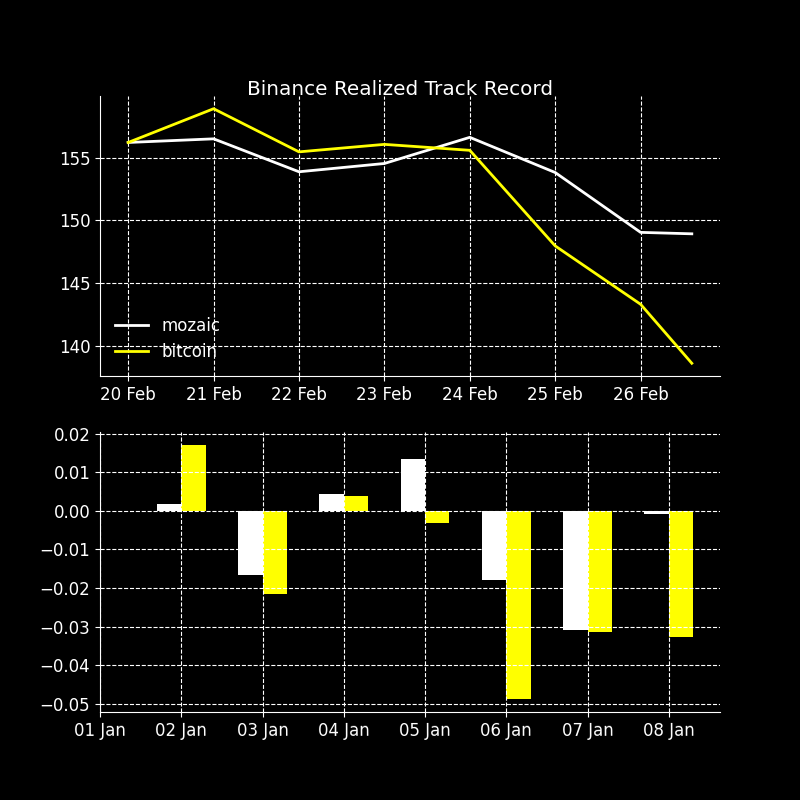 Binance Realized Track Record
155
150
145
140
mozaic
bitcoin
20 Feb 21 Feb 22 Feb 23 Feb 24 Feb 25 Feb 26 Feb
0.02
0.01
0.00
−0.01
−0.02
−0.03
−0.04
−0.05
01 Jan 02 Jan 03 Jan 04 Jan 05 Jan 06 Jan 07 Jan 08 Jan